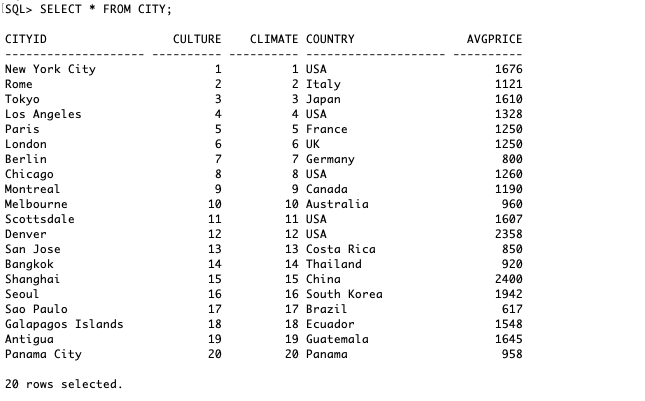 SQL> SELECT * FROM CITY;
CITYID CULTURE CLIMATE COUNTRY AVGPRICE
-------------------- ---------- ---------- -------------------- ----------
New York City 1 1 USA 1676
Rome 2 2 Italy 1121
Tokyo 3 3 Japan 1610
Los Angeles 4 4 USA 1328
Paris 5 5 France 1250
London 6 6 UK 1250
Berlin 7 7 Germany 800
Chicago 8 8 USA 1260
Montreal 9 9 Canada 1190
Melbourne 10 10 Australia 960
Scottsdale 11 11 USA 1607
Denver 12 12 USA 2358
San Jose 13 13 Costa Rica 850
Bangkok 14 14 Thailand 920
Shanghai 15 15 China 2400
Seoul 16 16 South Korea 1942
Sao Paulo 17 17 Brazil 617
Galapagos Islands 18 18 Ecuador 1548
Antigua 19 19 Guatemala 1645
Panama City 20 20 Panama 958
20 rows selected.